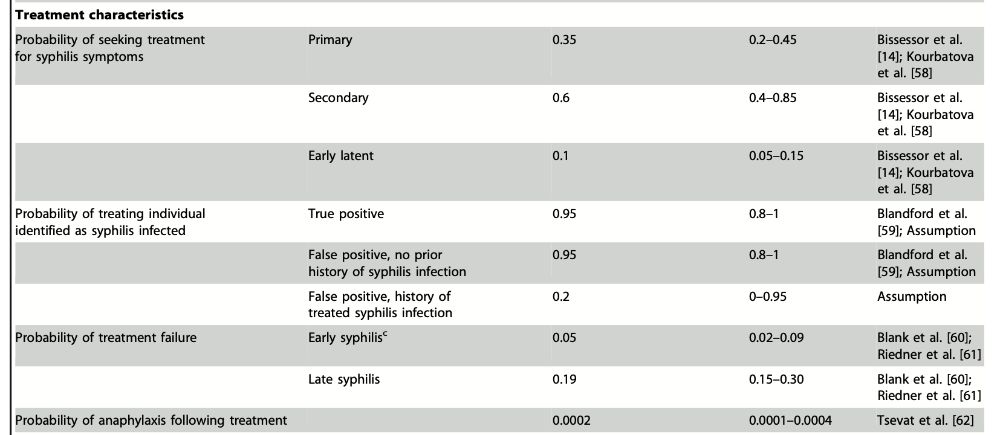 Treatment characteristics
Probability of seeking treatment Primary 0.35 0.2–0.45 Bissessor et al.
for syphilis symptoms [14]; Kourbatova
et al. [58]
Secondary 0.6 0.4–0.85 Bissessor et al.
[14]; Kourbatova
et al. [58]
Early latent 0.1 0.05–0.15 Bissessor et al.
[14]; Kourbatova
et al. [58]
Probability of treating individual True positive 0.95 0.8–1 Blandford et al.
identified as syphilis infected [59]; Assumption
False positive, no prior 0.95 0.8–1 Blandford et al.
history of syphilis infection [59]; Assumption
False positive, history of 0.2 0–0.95 Assumption
treated syphilis infection
Probability of treatment failure Early syphilisᶜ 0.05 0.02–0.09 Blank et al. [60];
Riedner et al. [61]
Late syphilis 0.19 0.15–0.30 Blank et al. [60];
Riedner et al. [61]
Probability of anaphylaxis following treatment 0.0002 0.0001–0.0004 Tsevat et al. [62]